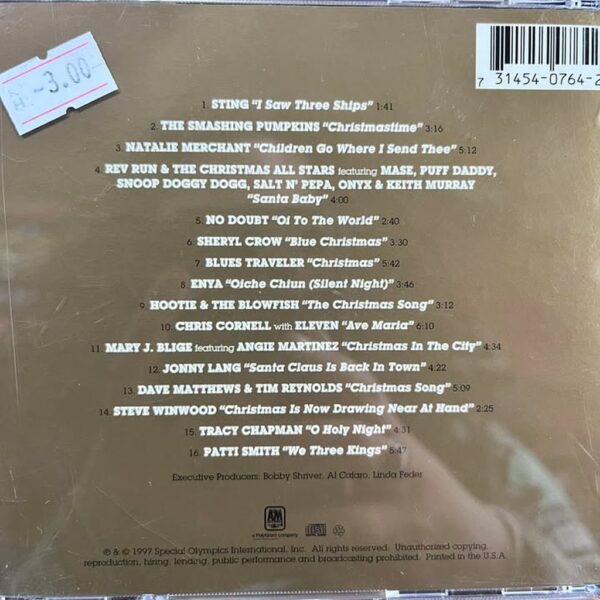 -3.00
7 31454-0764-2
1. STING "I Saw Three Ships" 1:41
2. THE SMASHING PUMPKINS "Christmastime" 3:16
3. NATALIE MERCHANT "Children Go Where I Send Thee" 5:12
4. REV RUN & THE CHRISTMAS ALL STARS featuring MASE, PUFF DADDY,
SNOOP DOGGY DOGG, SALT N' PEPA, ONYX & KEITH MURRAY
"Santa Baby" 4:00
5. NO DOUBT "Oi To The World" 2:40
6. SHERYL CROW "Blue Christmas" 3:30
7. BLUES TRAVELER "Christmas" 5:42
8. ENYA "Oiche Chiun (Silent Night)" 3:46
9. HOOTIE & THE BLOWFISH "The Christmas Song" 3:12
10. CHRIS CORNELL with ELEVEN "Ave Maria" 6:10
11. MARY J. BLIGE featuring ANGIE MARTINEZ "Christmas In The City" 4:34
12. JONNY LANG "Santa Claus Is Back In Town" 4:22
13. DAVE MATTHEWS & TIM REYNOLDS "Christmas Song" 5:09
14. STEVE WINWOOD "Christmas Is Now Drawing Near At Hand" 2:25
15. TRACY CHAPMAN "O Holy Night" 4:31
16. PATTI SMITH "We Three Kings" 5:47
Executive Producers: Bobby Shriver, Al Cafaro, Linda Feder
A&M RECORDS
a PolyGram company
℗ & © 1997 Special Olympics International, Inc. All rights reserved. Unauthorized copying,
reproduction, hiring, lending, public performance and broadcasting prohibited. Printed in the U.S.A.